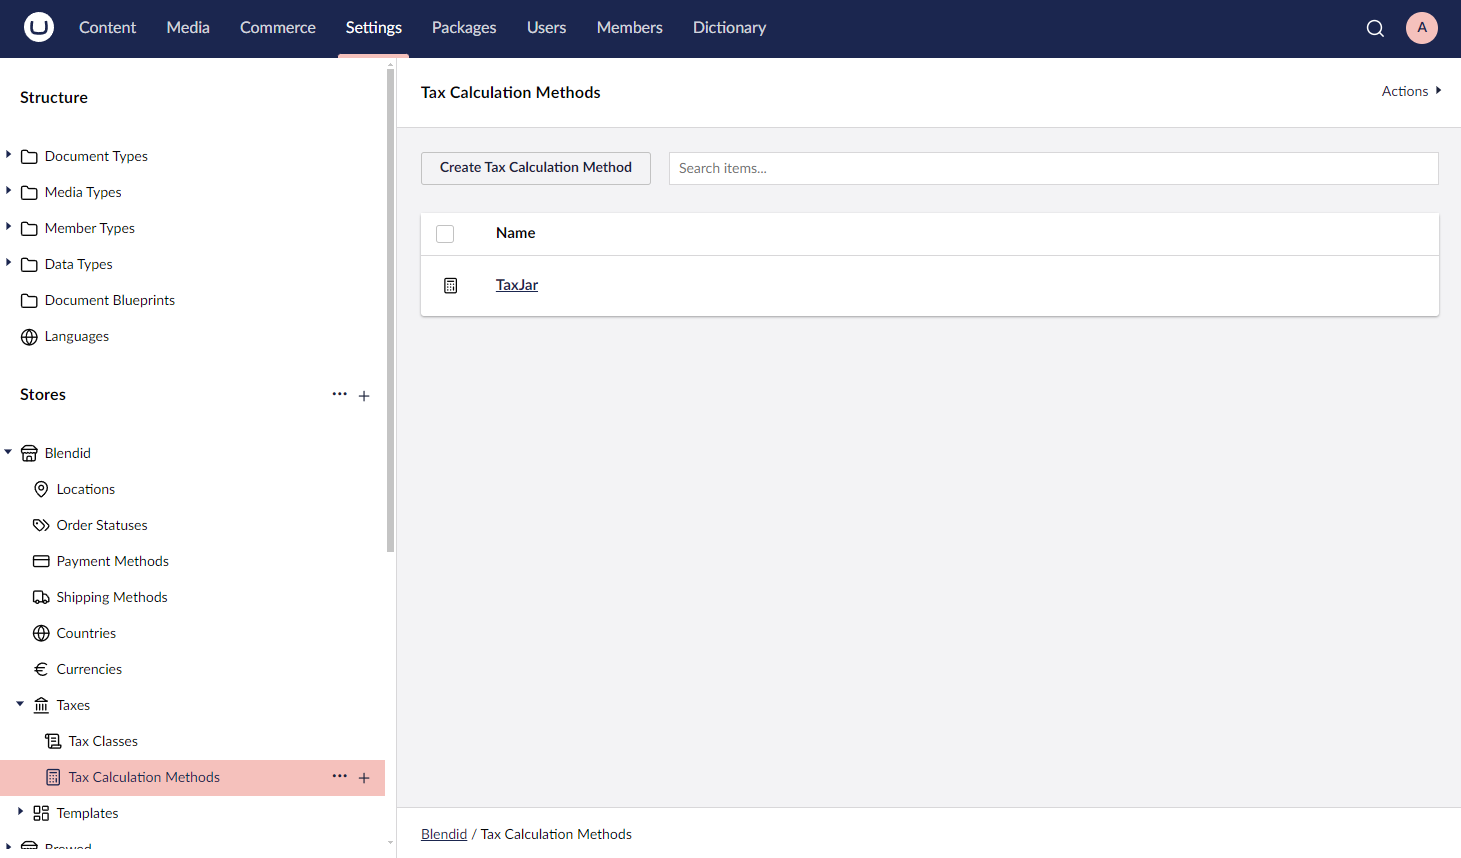 Content Media Commerce Settings Packages Users Members Dictionary A
Structure
Document Types
Media Types
Member Types
Data Types
Document Blueprints
Languages
Stores
Blendid
Locations
Order Statuses
Payment Methods
Shipping Methods
Countries
€ Currencies
Taxes
Tax Classes
Tax Calculation Methods
Templates
Brewed
Tax Calculation Methods
Actions
Create Tax Calculation Method
Search items...
Name
TaxJar
Blendid / Tax Calculation Methods